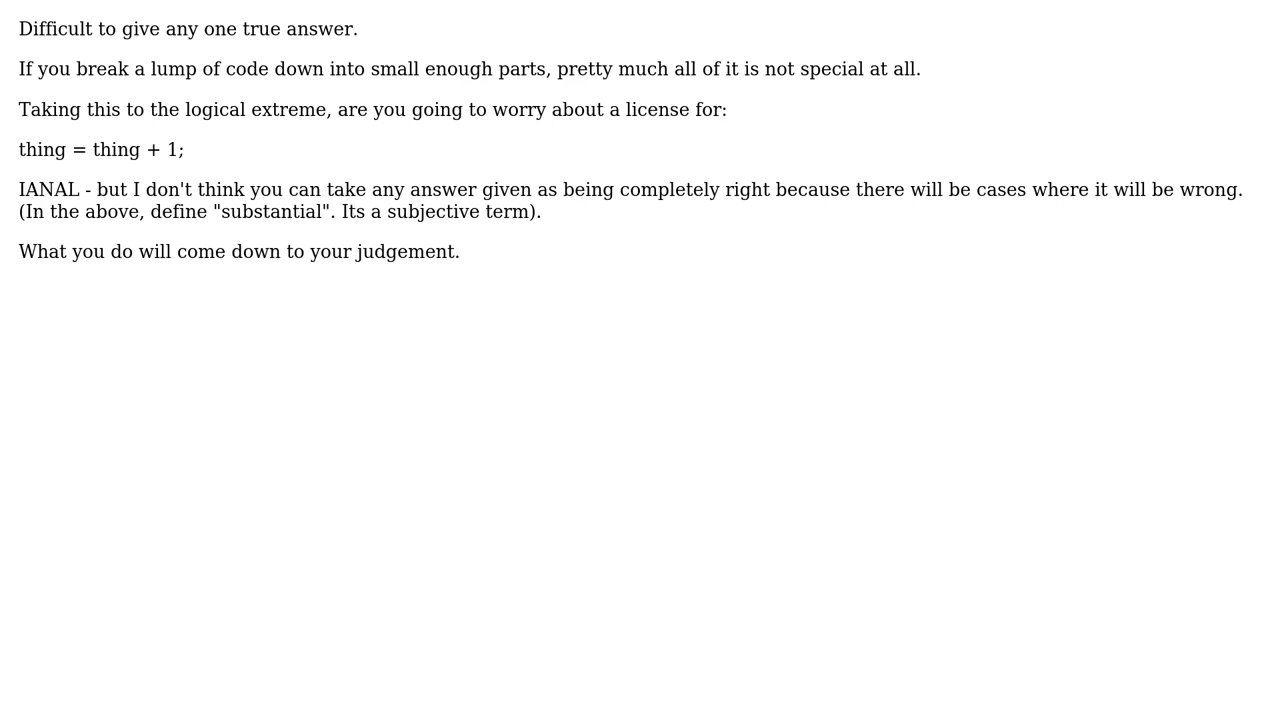 Difficult to give any one true answer.
If you break a lump of code down into small enough parts, pretty much all of it is not special at all.
Taking this to the logical extreme, are you going to worry about a license for:
thing = thing + 1;
IANAL - but I don't think you can take any answer given as being completely right because there will be cases where it will be wrong.
(In the above, define "substantial". Its a subjective term).
What you do will come down to your judgement.